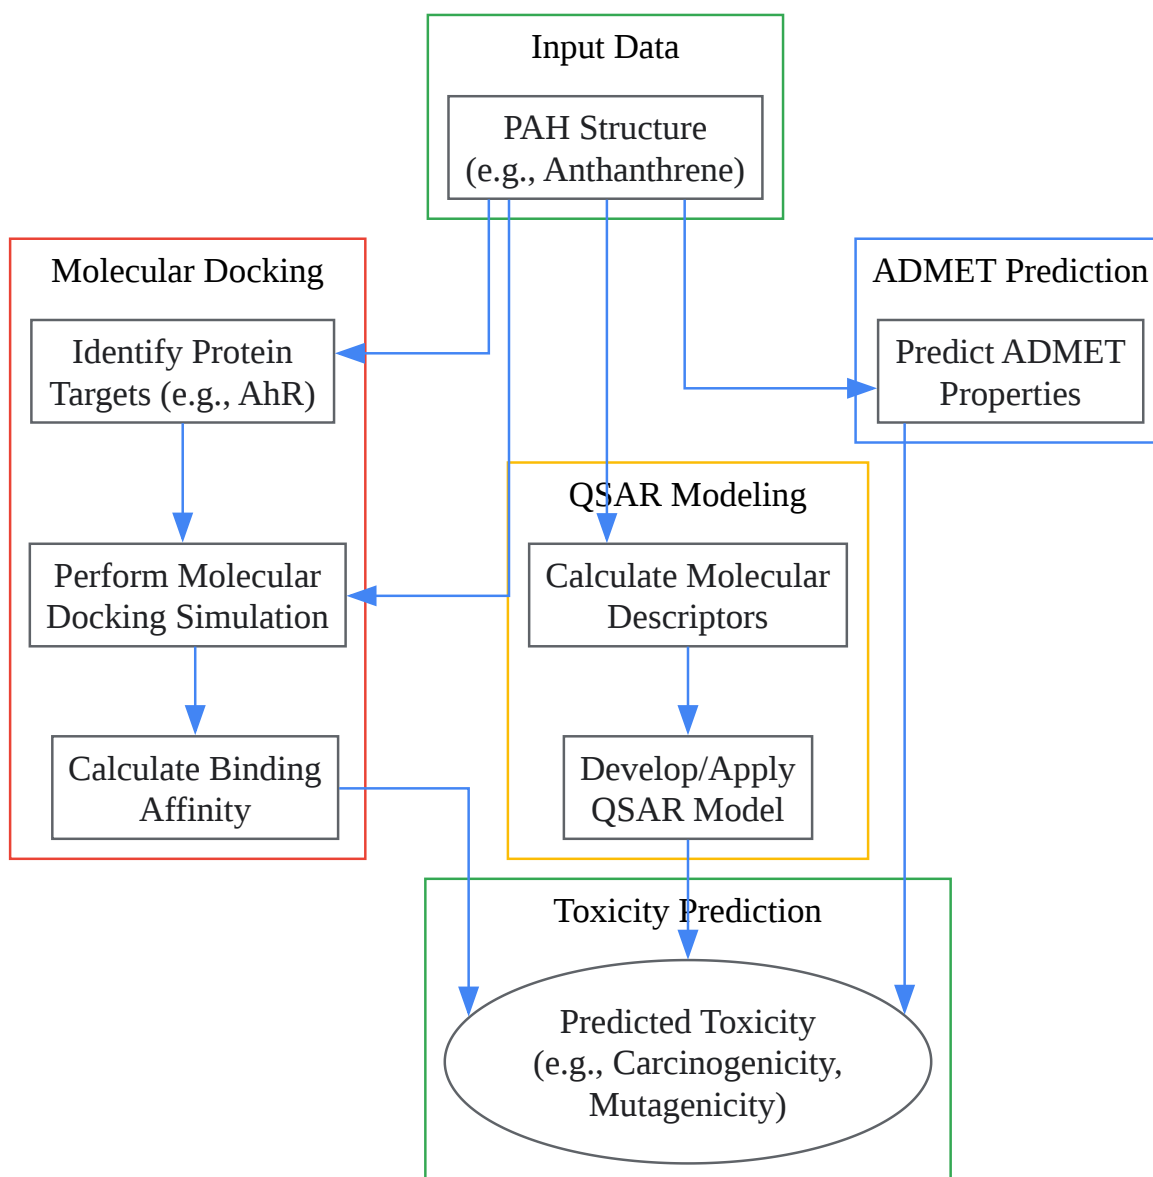 Input Data
PAH Structure
(e.g., Anthanthrene)
Molecular Docking
Identify Protein
Targets (e.g., AhR)
Perform Molecular
Docking Simulation
Calculate Binding
Affinity
ADMET Prediction
Predict ADMET
Properties
QSAR Modeling
Calculate Molecular
Descriptors
Develop/Apply
QSAR Model
Toxicity Prediction
Predicted Toxicity
(e.g., Carcinogenicity,
Mutagenicity)